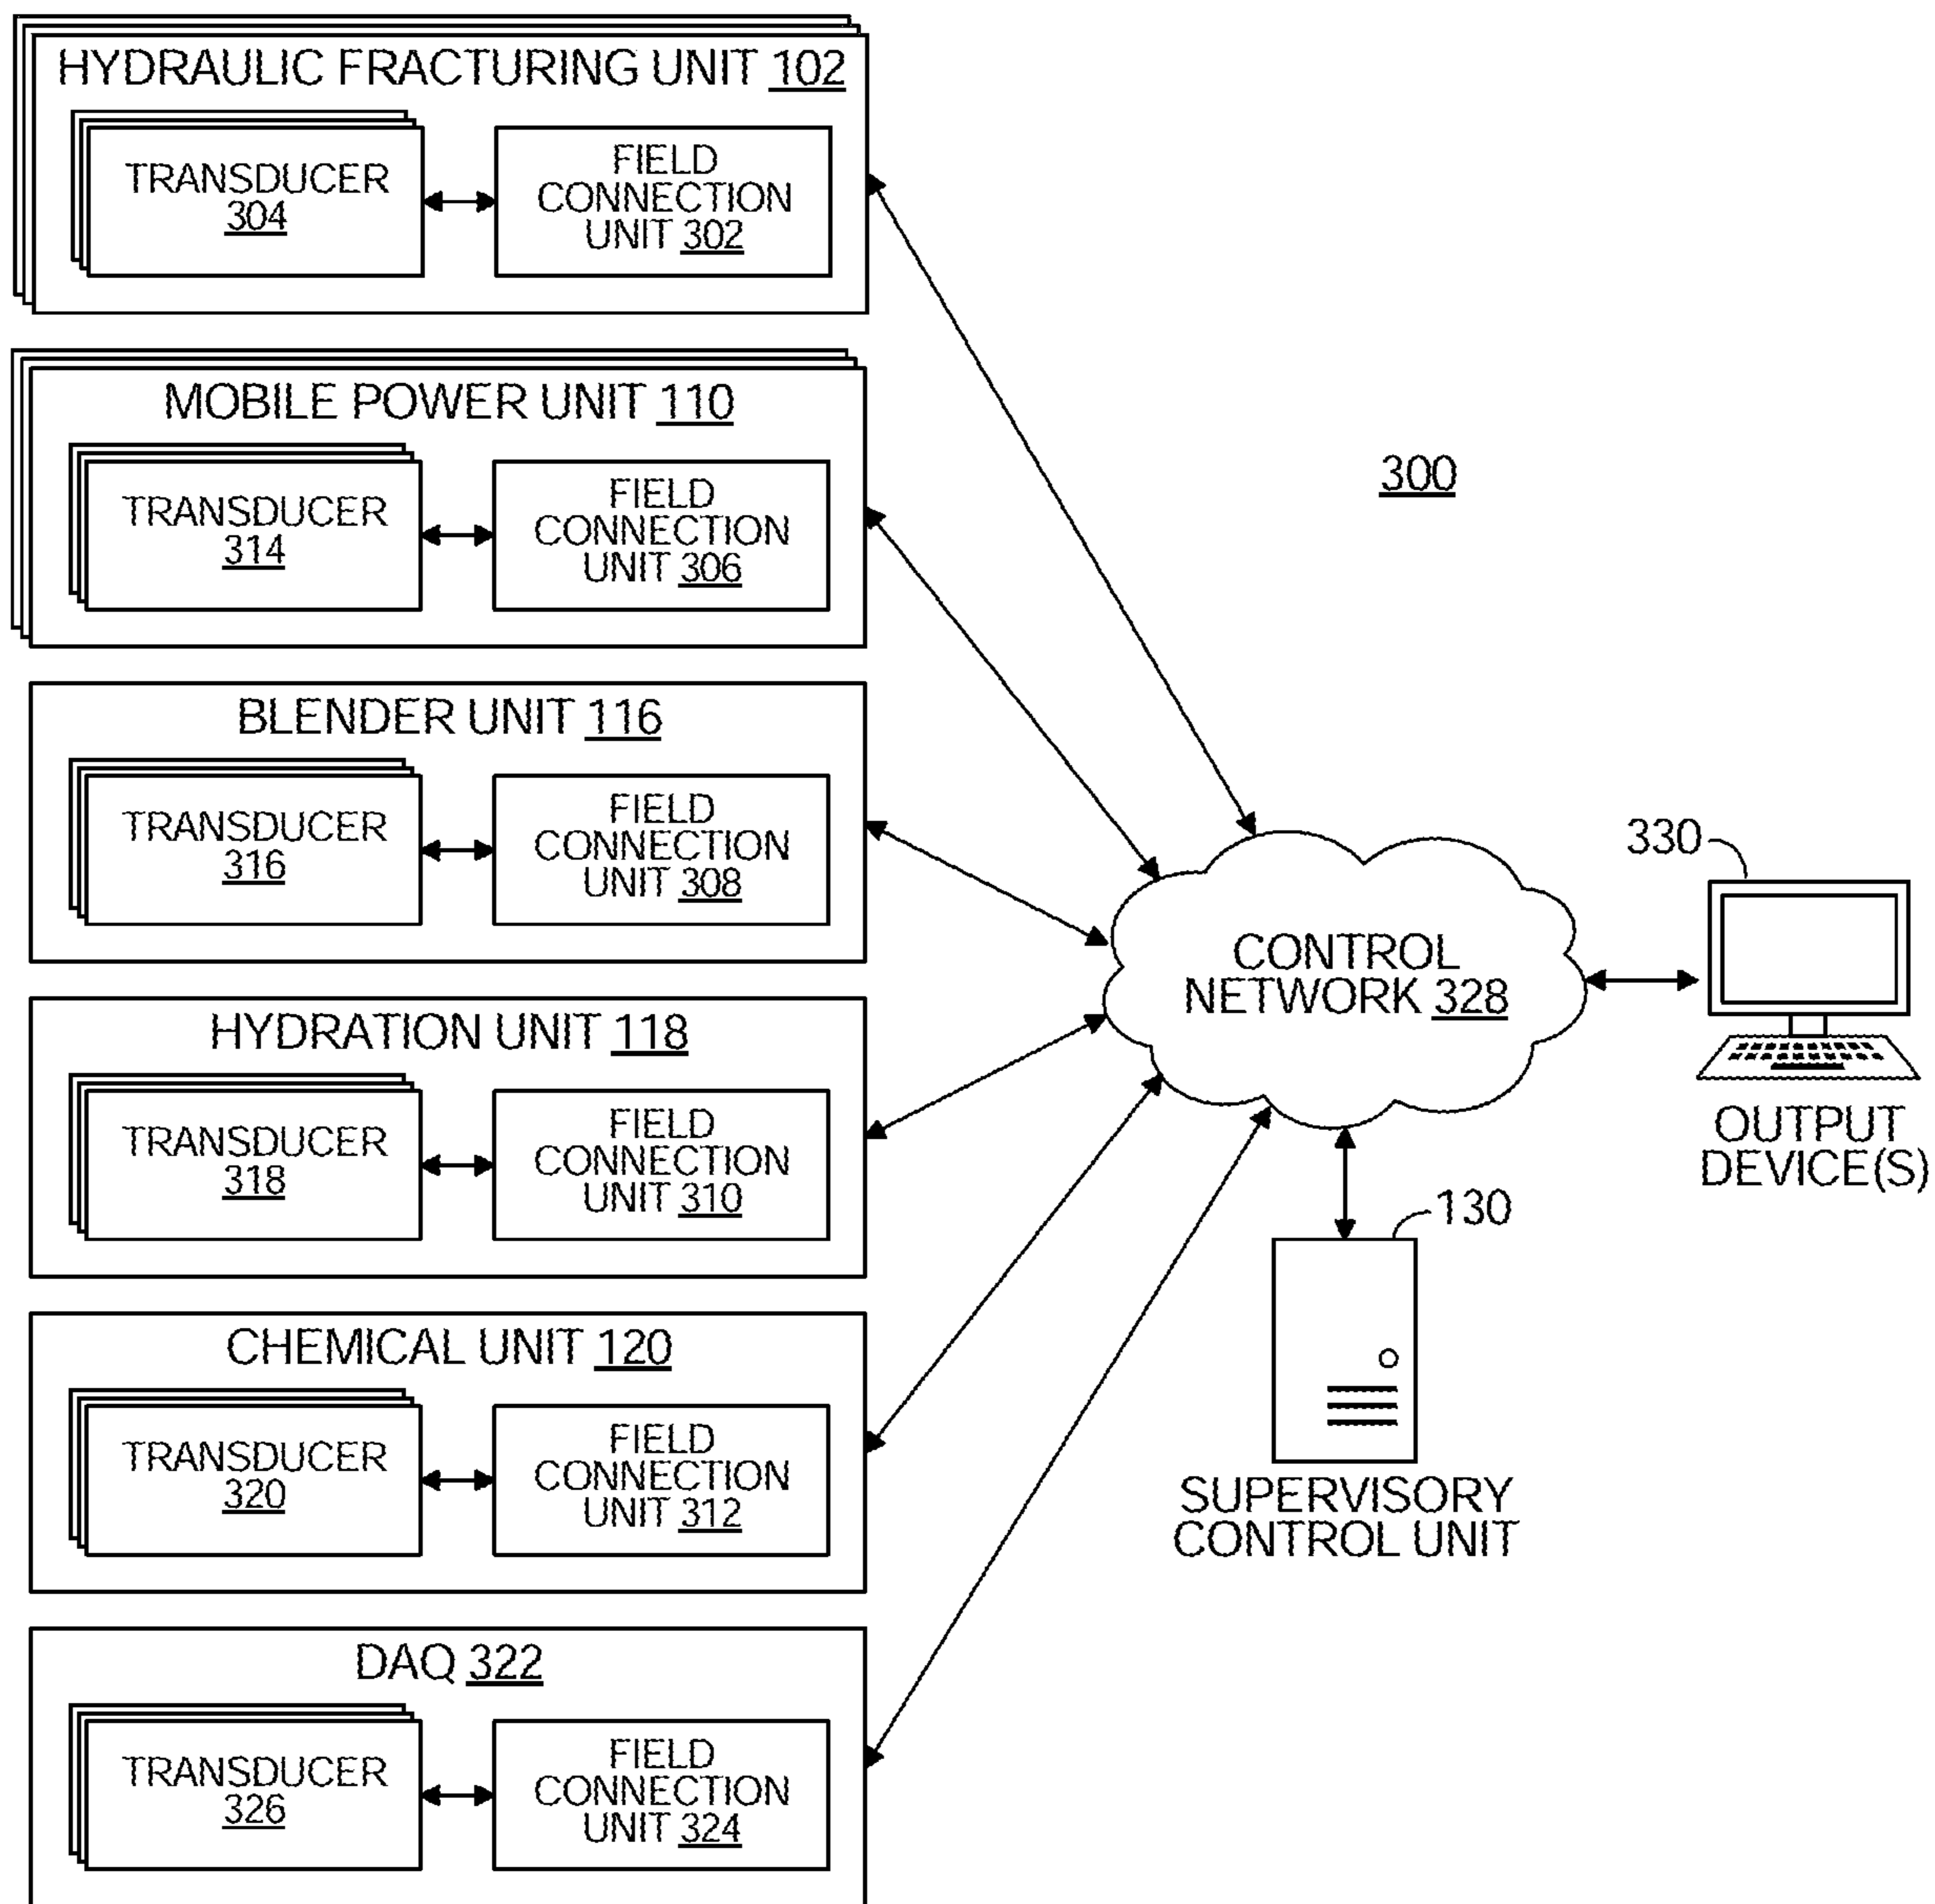 HYDRAULIC FRACTURING UNIT 102
TRANSDUCER
304
FIELD
CONNECTION
UNIT 302
MOBILE POWER UNIT 110
TRANSDUCER
314
FIELD
CONNECTION
UNIT 306
300
BLENDER UNIT 116
TRANSDUCER
316
FIELD
CONNECTION
UNIT 308
HYDRATION UNIT 118
TRANSDUCER
318
FIELD
CONNECTION
UNIT 310
CHEMICAL UNIT 120
TRANSDUCER
320
FIELD
CONNECTION
UNIT 312
DAQ 322
TRANSDUCER
326
FIELD
CONNECTION
UNIT 324
CONTROL
NETWORK 328
330
OUTPUT
DEVICE(S)
130
SUPERVISORY
CONTROL UNIT